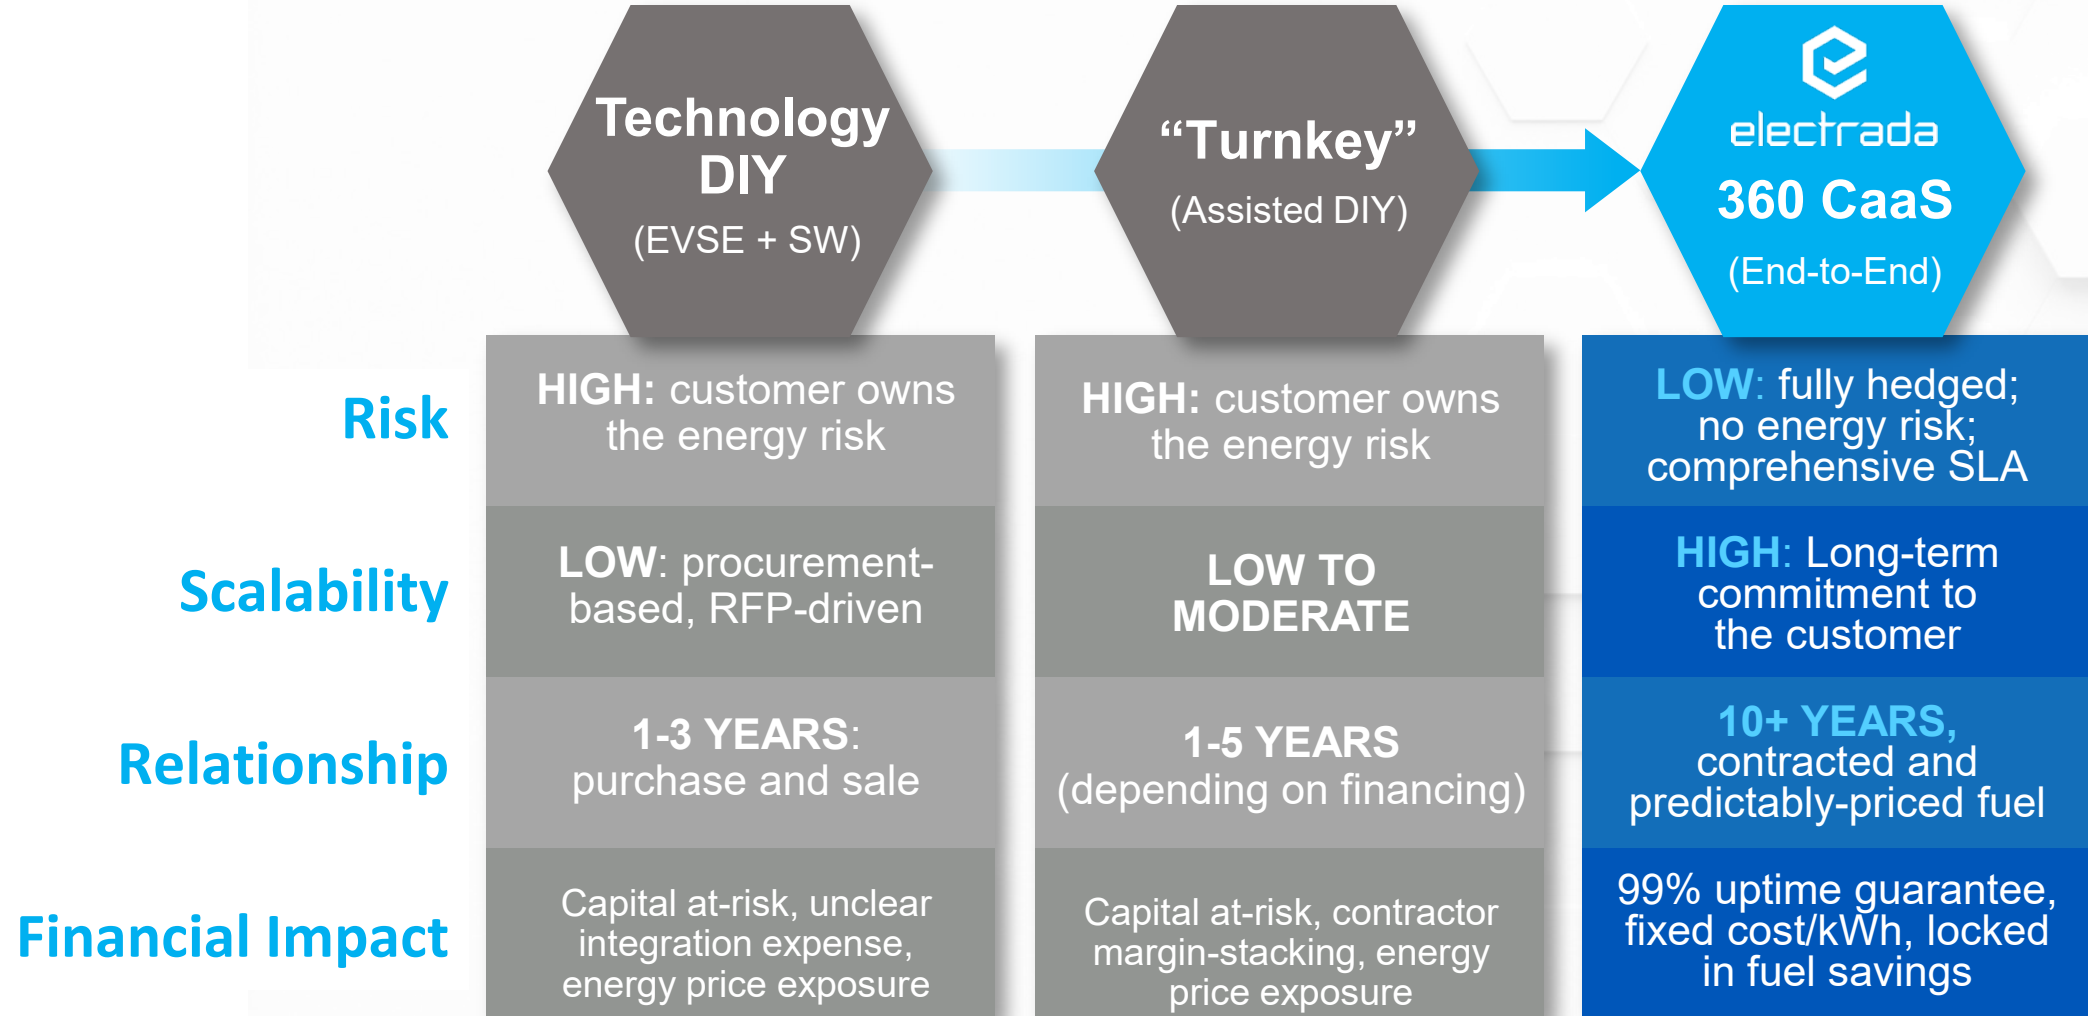 Technology
DIY
(EVSE + SW)
“Turnkey”
(Assisted DIY)
electrada
360 CaaS
(End-to-End)
Risk
HIGH: customer owns
the energy risk
HIGH: customer owns
the energy risk
LOW: fully hedged;
no energy risk;
comprehensive SLA
Scalability
LOW: procurement-
based, RFP-driven
LOW TO
MODERATE
HIGH: Long-term
commitment to
the customer
Relationship
1-3 YEARS:
purchase and sale
1-5 YEARS
(depending on financing)
10+ YEARS,
contracted and
predictably-priced fuel
Financial Impact
Capital at-risk, unclear
integration expense,
energy price exposure
Capital at-risk, contractor
margin-stacking, energy
price exposure
99% uptime guarantee,
fixed cost/kWh, locked
in fuel savings